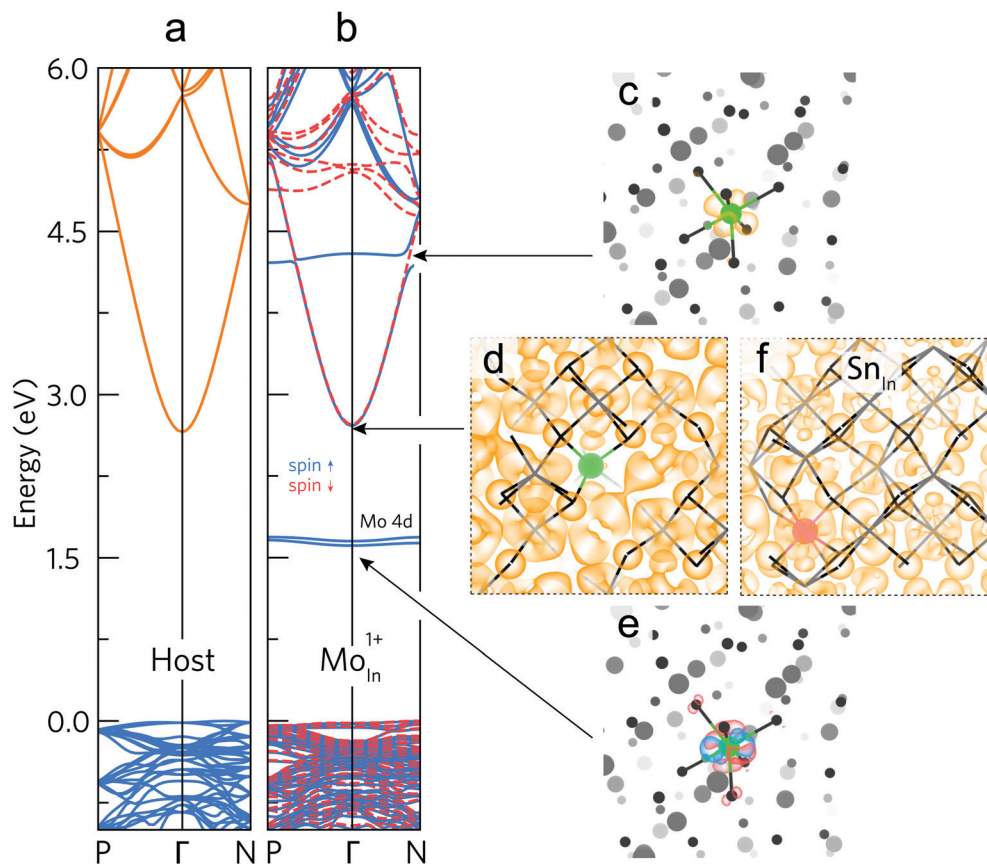 a
b
6.0
4.5
3.0
1.5
0.0
Energy (eV)
spin ↑
spin ↓
Mo 4d
Host
Mo In 1+
P
Γ
N
P
Γ
N
c
d
f
Sn In
e